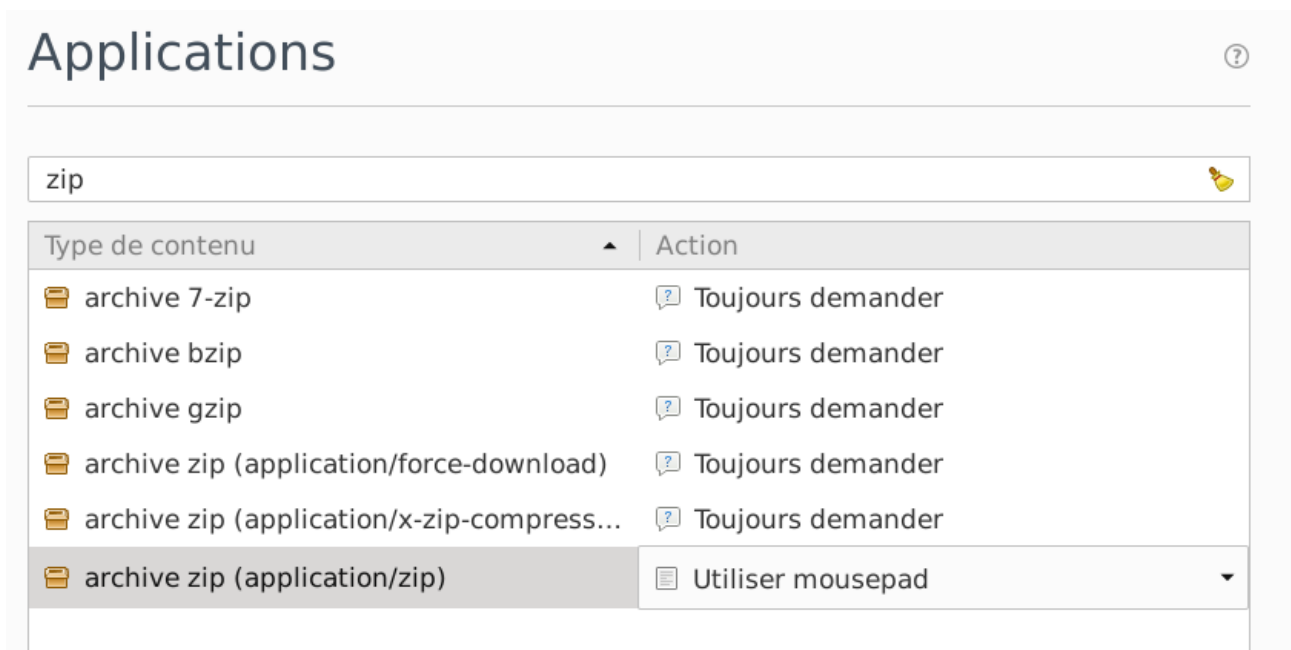 Applications
zip
Type de contenu Action
archive 7-zip Toujours demander
archive bzip Toujours demander
archive gzip Toujours demander
archive zip (application/force-download) Toujours demander
archive zip (application/x-zip-compress... Toujours demander
archive zip (application/zip) Utiliser mousepad